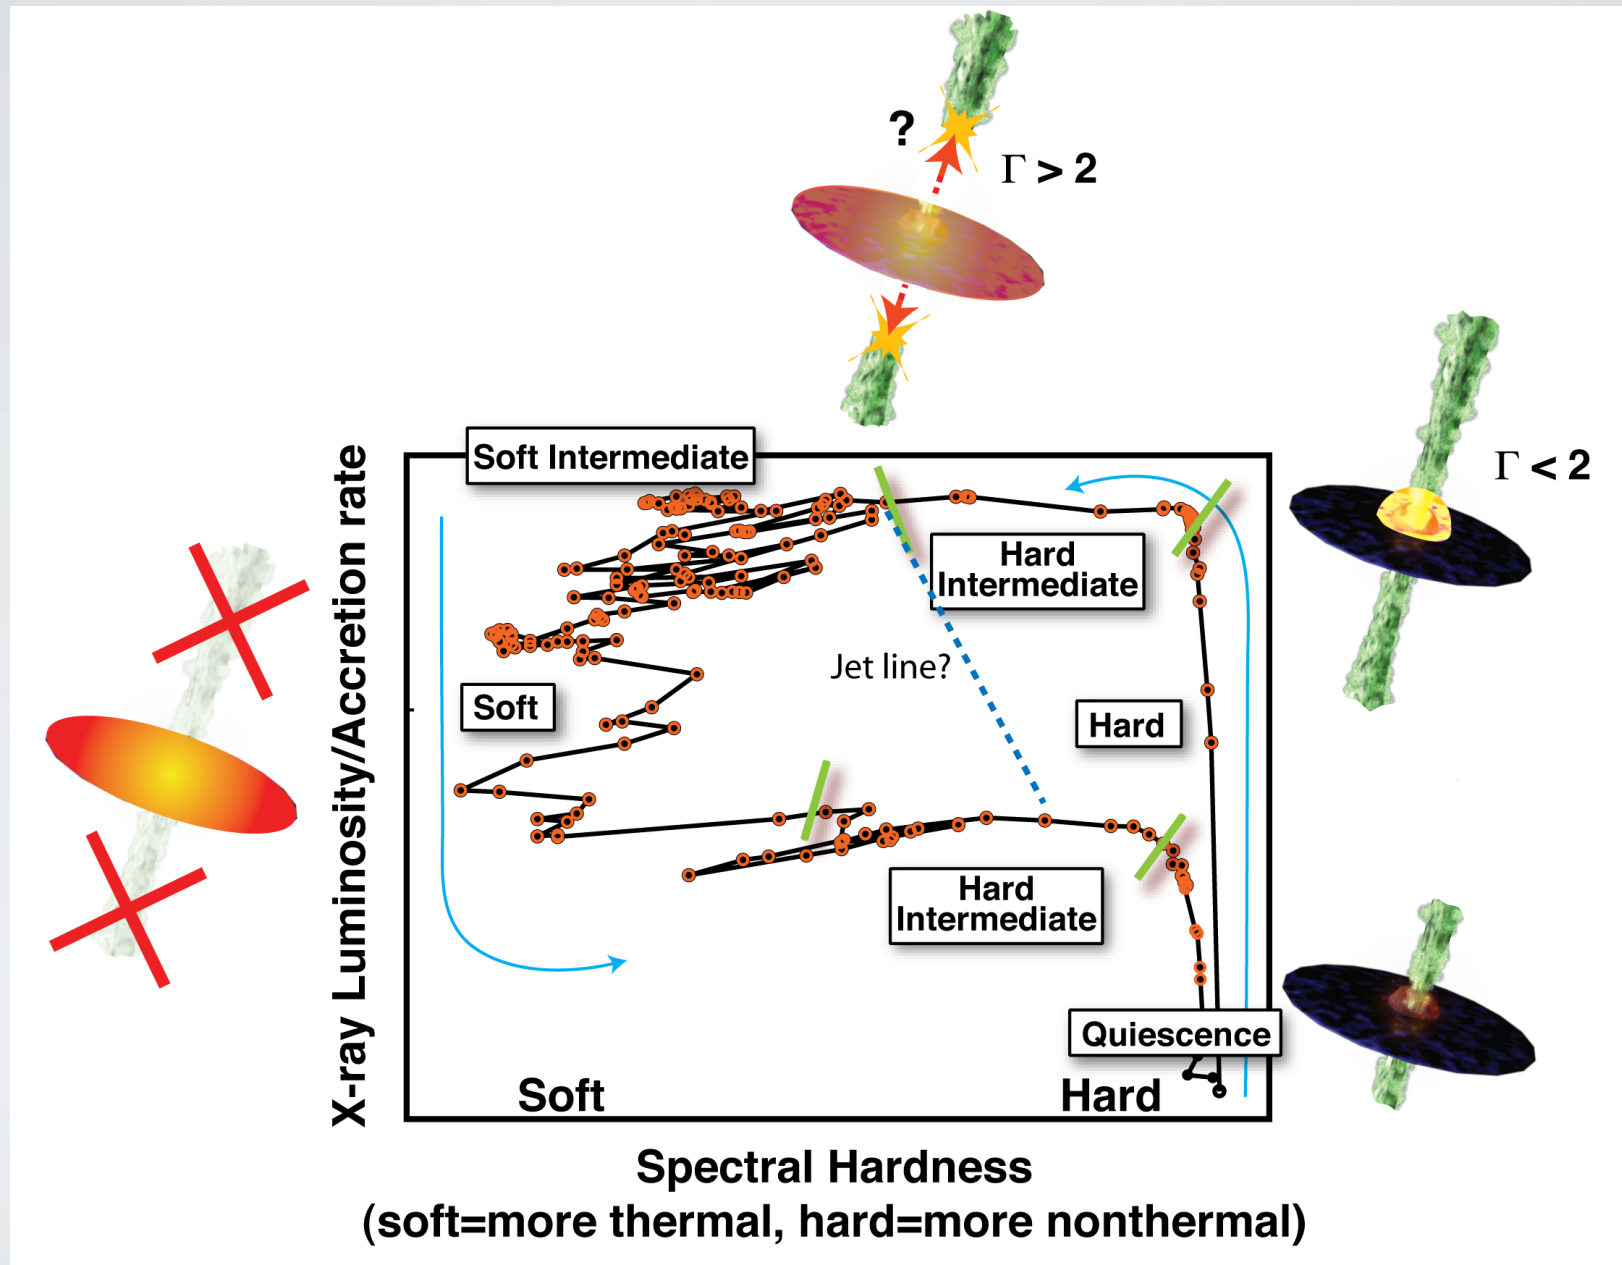 ?
Γ > 2
Γ < 2
Soft Intermediate
Hard
Intermediate
Jet line?
Soft
Hard
Hard
Intermediate
Quiescence
Soft
Hard
X-ray Luminosity/Accretion rate
Spectral Hardness
(soft=more thermal, hard=more nonthermal)